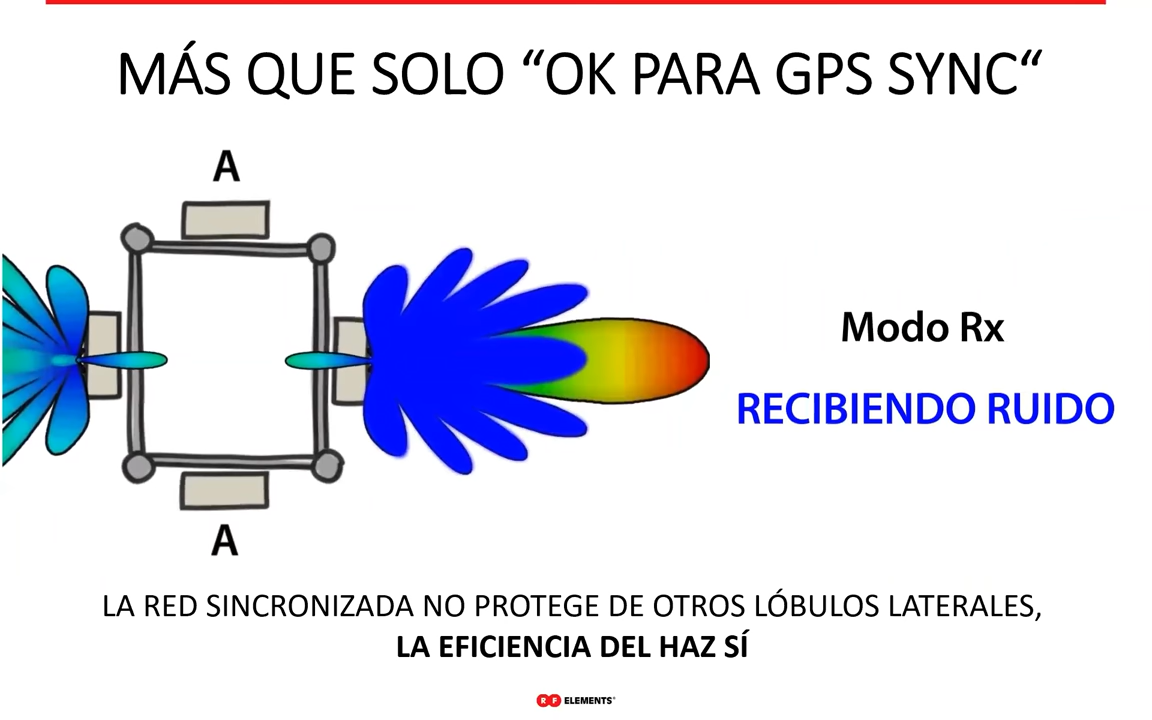 MÁS QUE SOLO “OK PARA GPS SYNC“
A
Modo Rx
RECIBIENDO RUIDO
A
LA RED SINCRONIZADA NO PROTEGE DE OTROS LÓBULOS LATERALES,
LA EFICIENCIA DEL HAZ SÍ
RF ELEMENTS®